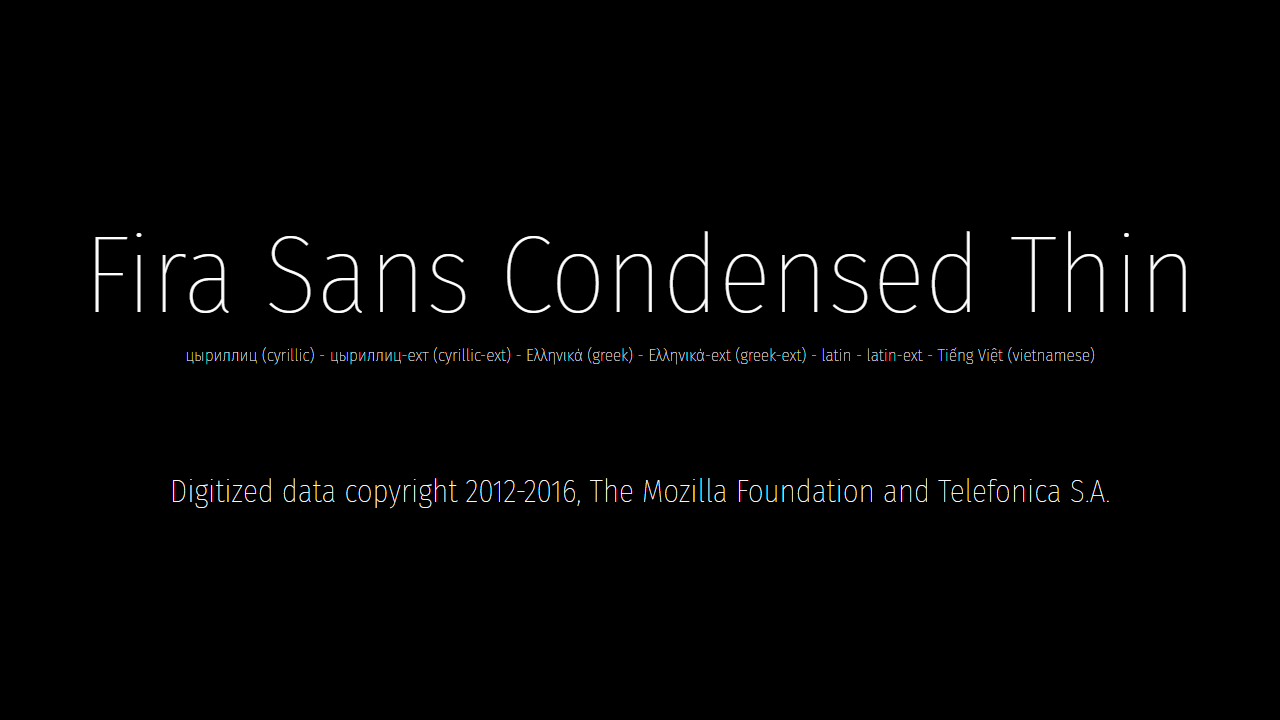 Fira Sans Condensed Thin
цыриллиц (cyrillic) - цыриллиц-ехт (cyrillic-ext) - Ελληνικά (greek) - Ελληνικά-ext (greek-ext) - latin - latin-ext - Tiếng Việt (vietnamese)
Digitized data copyright 2012-2016, The Mozilla Foundation and Telefonica S.A.